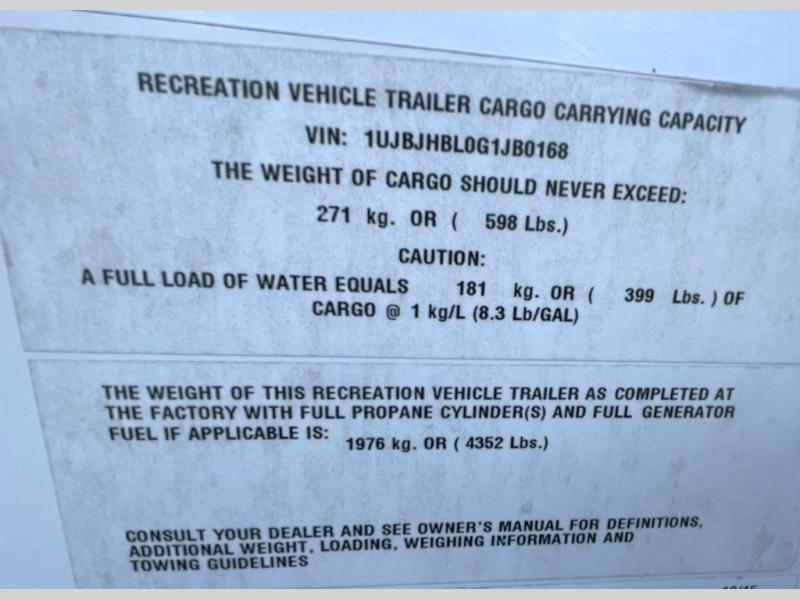 RECREATION VEHICLE TRAILER CARGO CARRYING CAPACITY
VIN: 1UJBJHBL0G1JB0168
THE WEIGHT OF CARGO SHOULD NEVER EXCEED:
271 kg. OR ( 598 Lbs.)
CAUTION:
A FULL LOAD OF WATER EQUALS 181 kg. OR ( 399 Lbs. ) OF
CARGO @ 1 kg/L (8.3 Lb/GAL)
THE WEIGHT OF THIS RECREATION VEHICLE TRAILER AS COMPLETED AT
THE FACTORY WITH FULL PROPANE CYLINDER(S) AND FULL GENERATOR
FUEL IF APPLICABLE IS: 1976 kg. OR ( 4352 Lbs.)
CONSULT YOUR DEALER AND SEE OWNER'S MANUAL FOR DEFINITIONS,
ADDITIONAL WEIGHT, LOADING, WEIGHING INFORMATION AND
TOWING GUIDELINES